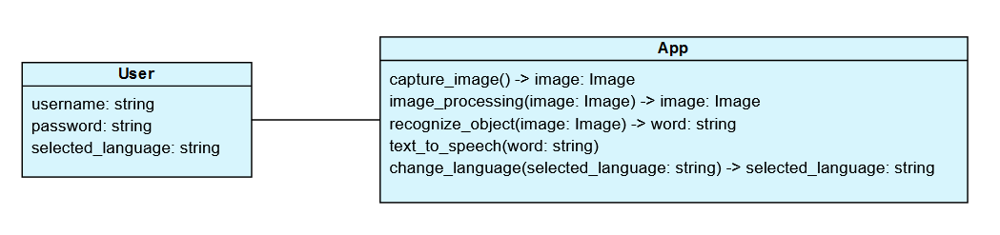 User
username: string
password: string
selected_language: string
App
capture_image() -> image: Image
image_processing(image: Image) -> image: Image
recognize_object(image: Image) -> word: string
text_to_speech(word: string)
change_language(selected_language: string) -> selected_language: string